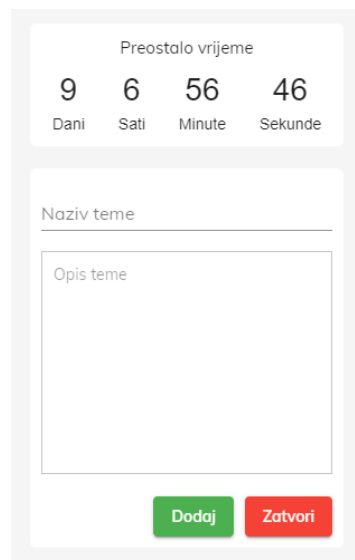 Preostalo vrijeme
9 6 56 46
Dani Sati Minute Sekunde
Naziv teme
Opis teme
Dodaj Zatvori